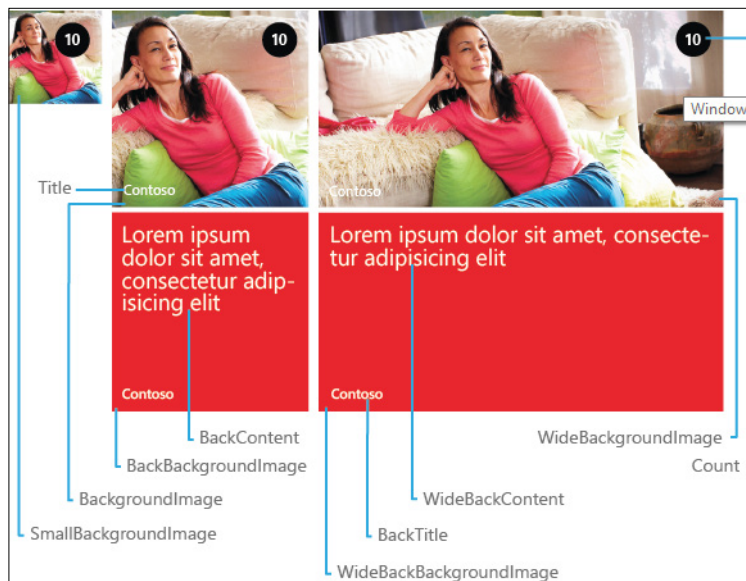 10
10
10
Window
Title
Contoso
Contoso
Lorem ipsum
dolor sit amet,
consectetur adip-
isicing elit
Lorem ipsum dolor sit amet, consecte-
tur adipisicing elit
Contoso
Contoso
BackContent
WideBackgroundImage
BackBackgroundImage
Count
BackgroundImage
WideBackContent
SmallBackgroundImage
BackTitle
WideBackBackgroundImage